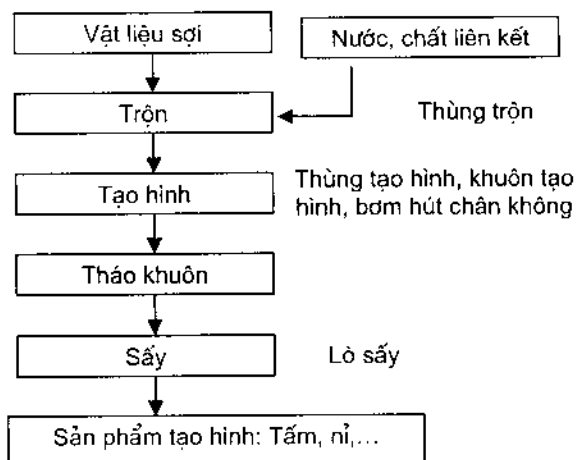 Vật liệu sợi
Nước, chất liên kết
Trộn
Thùng trộn
Tạo hình
Thùng tạo hình, khuôn tạo
hình, bơm hút chân không
Tháo khuôn
Sấy
Lò sấy
Sản phẩm tạo hình: Tấm, nỉ,...